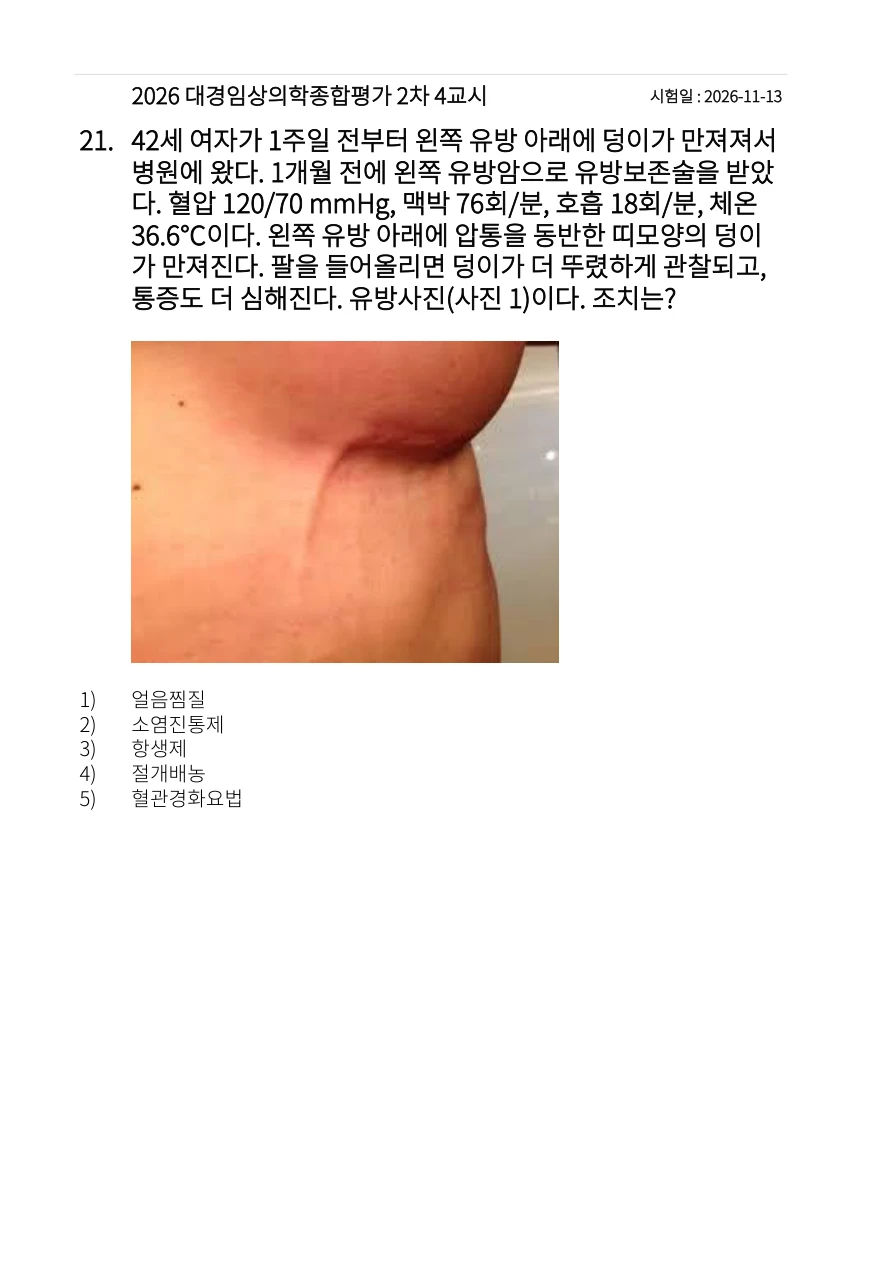 2026 대경임상의학종합평가 2차 4교시 시험일 : 2026-11-13
21. 42세 여자가 1주일 전부터 왼쪽 유방 아래에 덩이가 만져져서
병원에 왔다. 1개월 전에 왼쪽 유방암으로 유방보존술을 받았
다. 혈압 120/70 mmHg, 맥박 76회/분, 호흡 18회/분, 체온
36.6℃이다. 왼쪽 유방 아래에 압통을 동반한 띠모양의 덩이
가 만져진다. 팔을 들어올리면 덩이가 더 뚜렸하게 관찰되고,
통증도 더 심해진다. 유방사진(사진 1)이다. 조치는?
1) 얼음찜질
2) 소염진통제
3) 항생제
4) 절개배농
5) 혈관경화요법